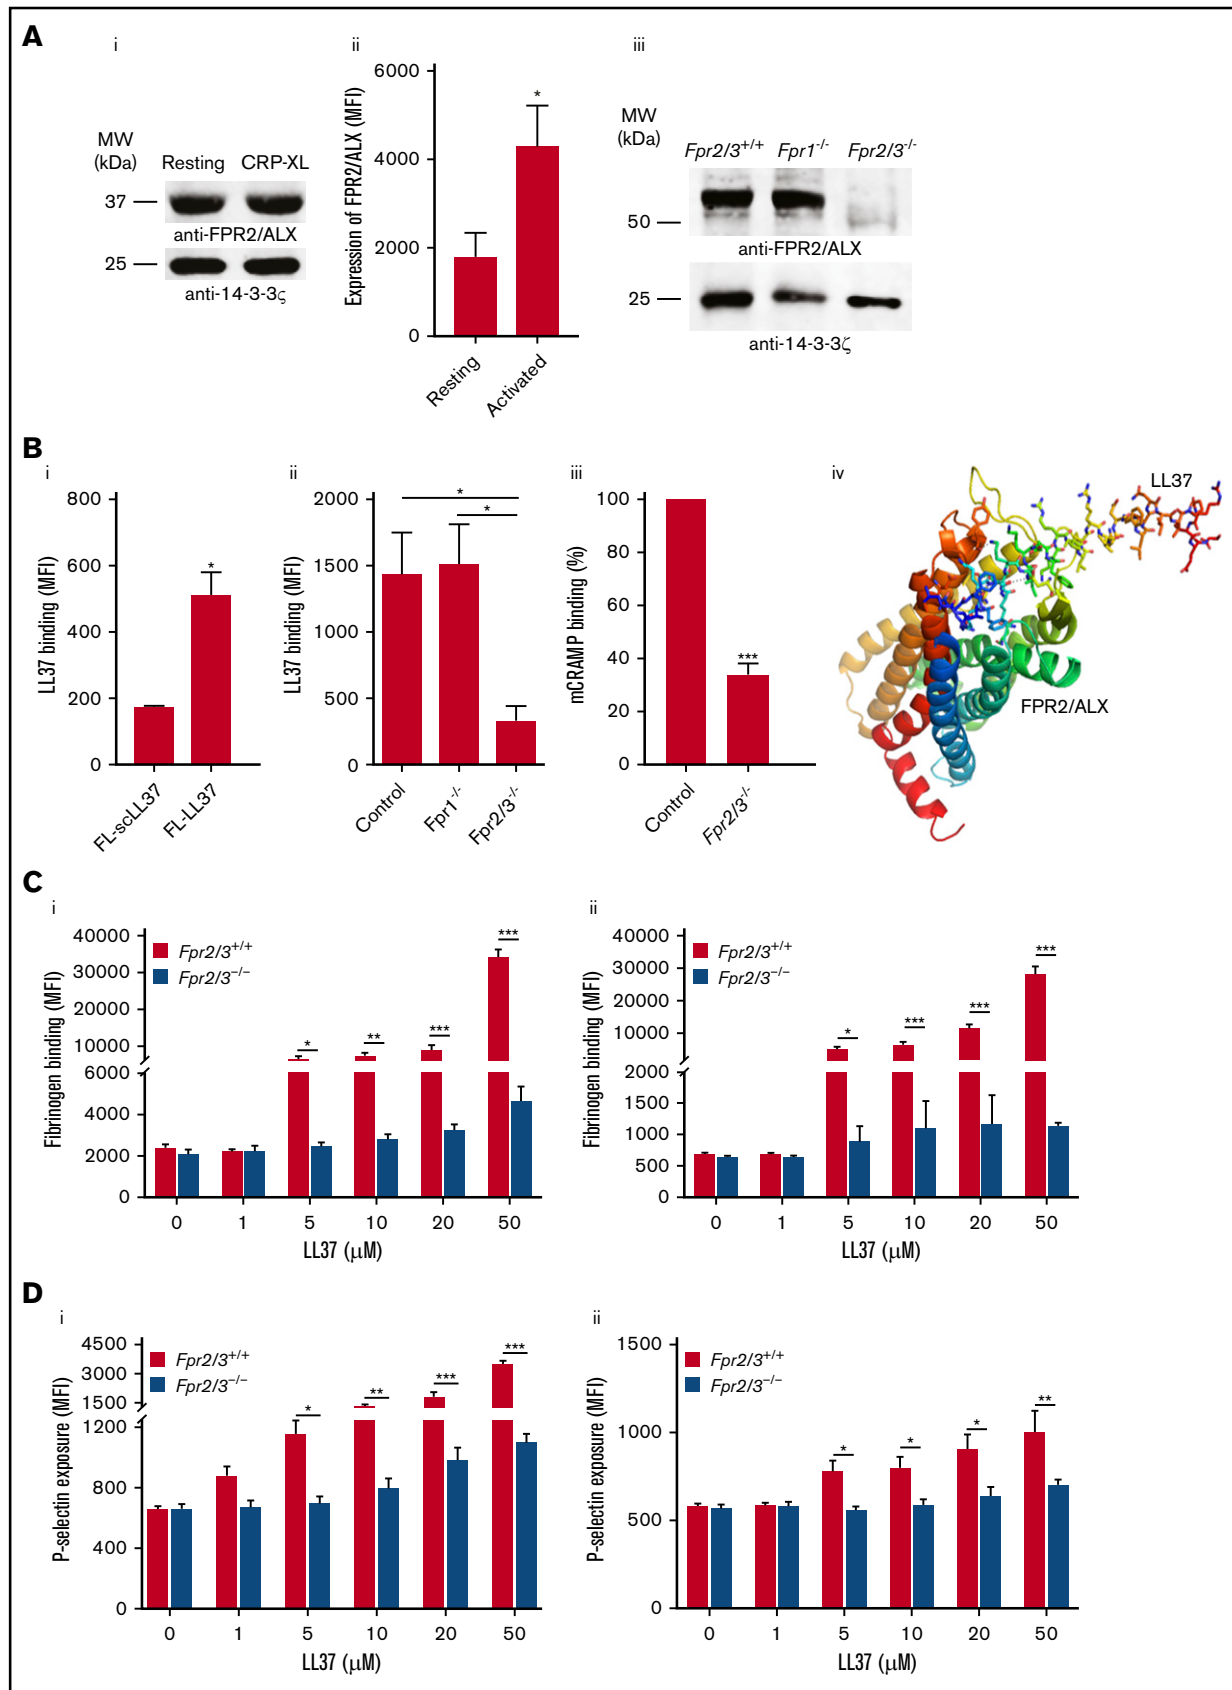 A
i
MW
(kDa)
Resting CRP-XL
37
anti-FPR2/ALX
25
anti-14-3-3ς
ii
Expression of FPR2/ALX (MFI)
6000
4000
2000
0
*
Resting
Activated
iii
MW
(kDa)
Fpr2/3+/+ Fpr1-/- Fpr2/3-/-
50
anti-FPR2/ALX
25
anti-14-3-3ζ
B
i
LL37 binding (MFI)
800
600
400
200
0
*
FL-scLL37
FL-LL37
ii
LL37 binding (MFI)
2000
1500
1000
500
0
*
*
Control
Fpr1-/-
Fpr2/3-/-
iii
mCRAMP binding (%)
100
80
60
40
20
0
***
Control
Fpr2/3-/-
iv
LL37
FPR2/ALX
C
i
Fibrinogen binding (MFI)
40000
30000
20000
10000
6000
4000
2000
0
Fpr2/3+/+
Fpr2/3−/−
* ** *** ***
0 1 5 10 20 50
LL37 (μM)
ii
Fibrinogen binding (MFI)
40000
30000
20000
10000
2000
1500
1000
500
0
Fpr2/3+/+
Fpr2/3−/−
* *** *** ***
0 1 5 10 20 50
LL37 (μM)
D
i
P-selectin exposure (MFI)
4500
3000
1500
1200
800
400
0
Fpr2/3+/+
Fpr2/3−/−
* ** *** ***
0 1 5 10 20 50
LL37 (μM)
ii
P-selectin exposure (MFI)
1500
1000
500
0
Fpr2/3+/+
Fpr2/3−/−
* * * **
0 1 5 10 20 50
LL37 (μM)